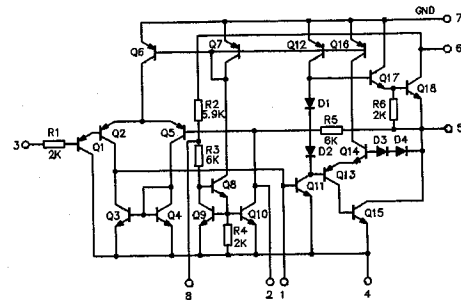 GND 7
Q6 Q7 Q12 Q16
6
Q17 Q18
R2
5.9K
D1
R6
2K
R1
2K
3 Q1 Q2 Q5 R5
6K
5
R3
6K
D2 Q14 D3 D4
Q8 Q11 Q13
Q3 Q4 Q9 Q10 Q15
R4
2K
8 2 1 4